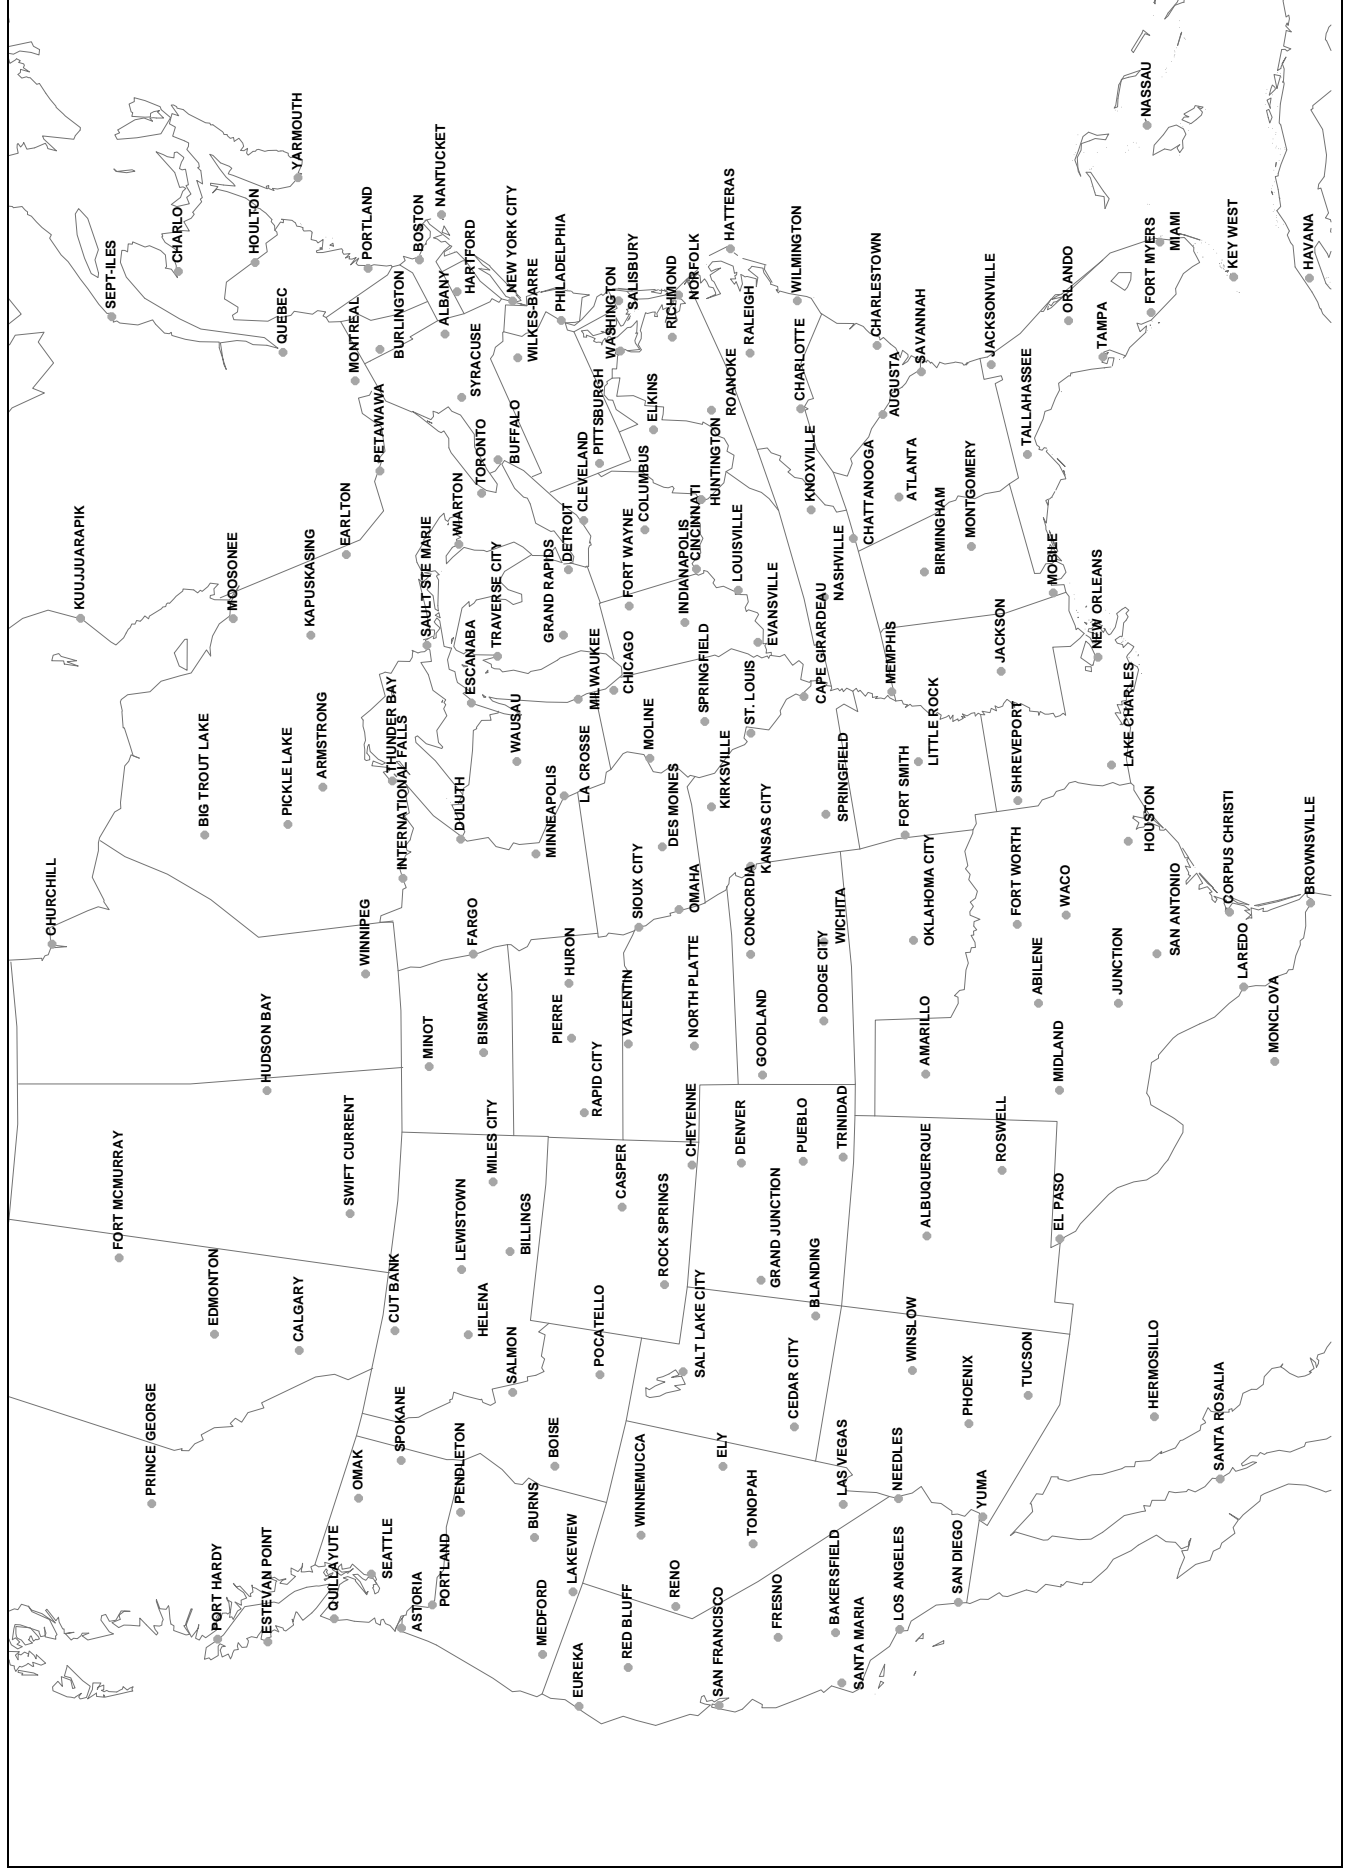 CHURCHILL
KUUJJUARAPIK
SEPT-ILES
FORT MCMURRAY
PRINCE GEORGE
CHARLO
BIG TROUT LAKE
MOOSONEE
EDMONTON
PORT HARDY
HOULTON
HUDSON BAY
ESTEVAN POINT
QUEBEC
PICKLE LAKE
YARMOUTH
CALGARY
KAPUSKASING
ARMSTRONG
QUILLAYUTE
EARLTON
SWIFT CURRENT
MONTREAL
OMAK
WINNIPEG
PORTLAND
SEATTLE
BURLINGTON
PETAWAWA
THUNDER BAY
CUT BANK
SPOKANE
INTERNATIONAL FALLS
ASTORIA
BOSTON
SAULT STE MARIE
MINOT
PORTLAND
NANTUCKET
ALBANY
HARTFORD
WIARTON
DULUTH
LEWISTOWN
PENDLETON
SYRACUSE
ESCANABA
FARGO
HELENA
TORONTO
BISMARCK
MILES CITY
TRAVERSE CITY
BUFFALO
NEW YORK CITY
SALMON
BILLINGS
WAUSAU
WILKES-BARRE
BURNS
MINNEAPOLIS
MEDFORD
BOISE
PHILADELPHIA
GRAND RAPIDS
DETROIT
LA CROSSE
HURON
PIERRE
LAKEVIEW
EUREKA
MILWAUKEE
CLEVELAND
RAPID CITY
PITTSBURGH
POCATELLO
CHICAGO
WASHINGTON
SALISBURY
CASPER
VALENTIN
FORT WAYNE
RED BLUFF
SIOUX CITY
WINNEMUCCA
COLUMBUS
MOLINE
ELKINS
DES MOINES
ROCK SPRINGS
RICHMOND
RENO
NORFOLK
OMAHA
INDIANAPOLIS
SALT LAKE CITY
CHEYENNE
NORTH PLATTE
CINCINNATI
HUNTINGTON
SPRINGFIELD
ROANOKE
KIRKSVILLE
SAN FRANCISCO
ELY
HATTERAS
LOUISVILLE
DENVER
RALEIGH
ST. LOUIS
CONCORDIA
KANSAS CITY
TONOPAH
EVANSVILLE
GOODLAND
GRAND JUNCTION
FRESNO
CEDAR CITY
WILMINGTON
CHARLOTTE
PUEBLO
CAPE GIRARDEAU
KNOXVILLE
BLANDING
DODGE CITY
WICHITA
NASHVILLE
SPRINGFIELD
BAKERSFIELD
TRINIDAD
LAS VEGAS
SANTA MARIA
CHATTANOOGA
CHARLESTOWN
AUGUSTA
MEMPHIS
NEEDLES
LOS ANGELES
ATLANTA
FORT SMITH
WINSLOW
OKLAHOMA CITY
LITTLE ROCK
SAVANNAH
BIRMINGHAM
AMARILLO
ALBUQUERQUE
SAN DIEGO
PHOENIX
MONTGOMERY
YUMA
JACKSONVILLE
JACKSON
ROSWELL
SHREVEPORT
FORT WORTH
TALLAHASSEE
TUCSON
ABILENE
MOBILE
MIDLAND
EL PASO
WACO
ORLANDO
NEW ORLEANS
TAMPA
LAKE CHARLES
JUNCTION
HOUSTON
NASSAU
FORT MYERS
MIAMI
HERMOSILLO
SAN ANTONIO
SANTA ROSALIA
CORPUS CHRISTI
KEY WEST
LAREDO
MONCLOVA
HAVANA
BROWNSVILLE